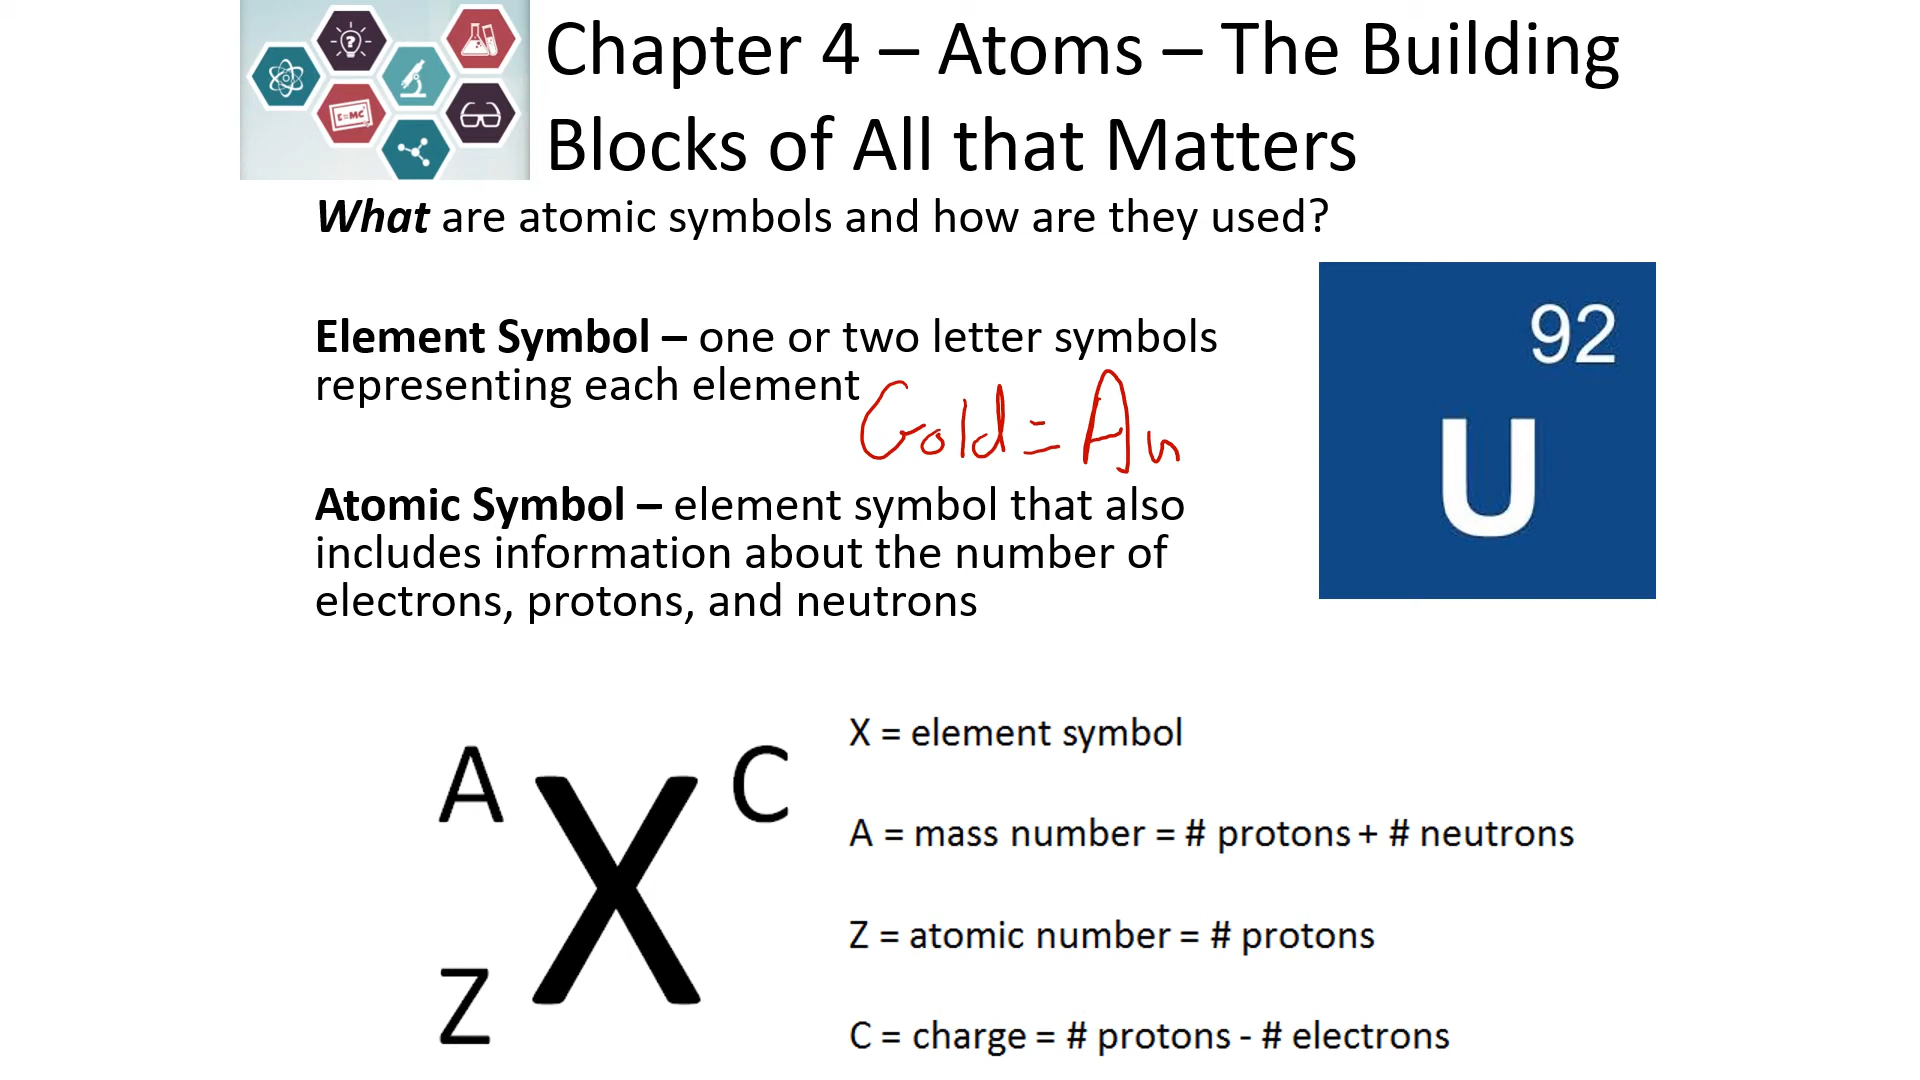 Chapter 4 – Atoms – The Building
Blocks of All that Matters
E=MC²
What are atomic symbols and how are they used?
Element Symbol – one or two letter symbols
representing each element
Gold = Au
92
U
Atomic Symbol – element symbol that also
includes information about the number of
electrons, protons, and neutrons
A X C
Z
X = element symbol
A = mass number = # protons + # neutrons
Z = atomic number = # protons
C = charge = # protons - # electrons